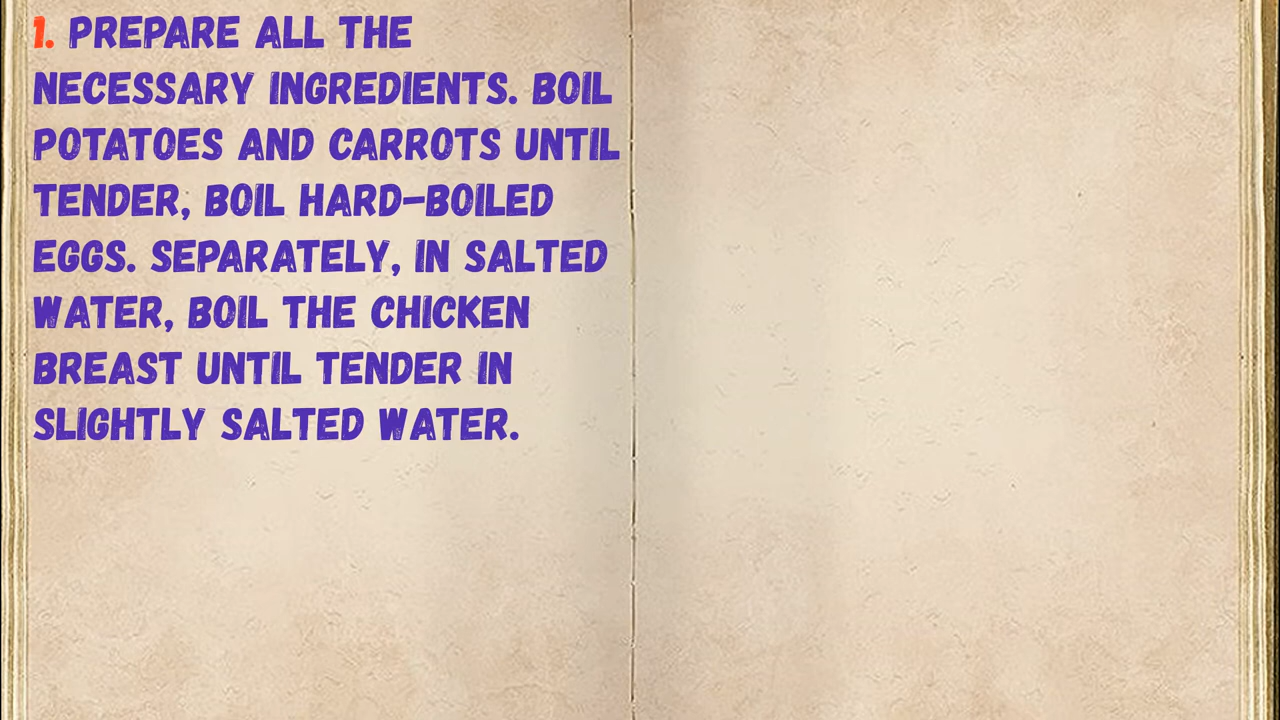 1. PREPARE ALL THE
NECESSARY INGREDIENTS. BOIL
POTATOES AND CARROTS UNTIL
TENDER, BOIL HARD-BOILED
EGGS. SEPARATELY, IN SALTED
WATER, BOIL THE CHICKEN
BREAST UNTIL TENDER IN
SLIGHTLY SALTED WATER.